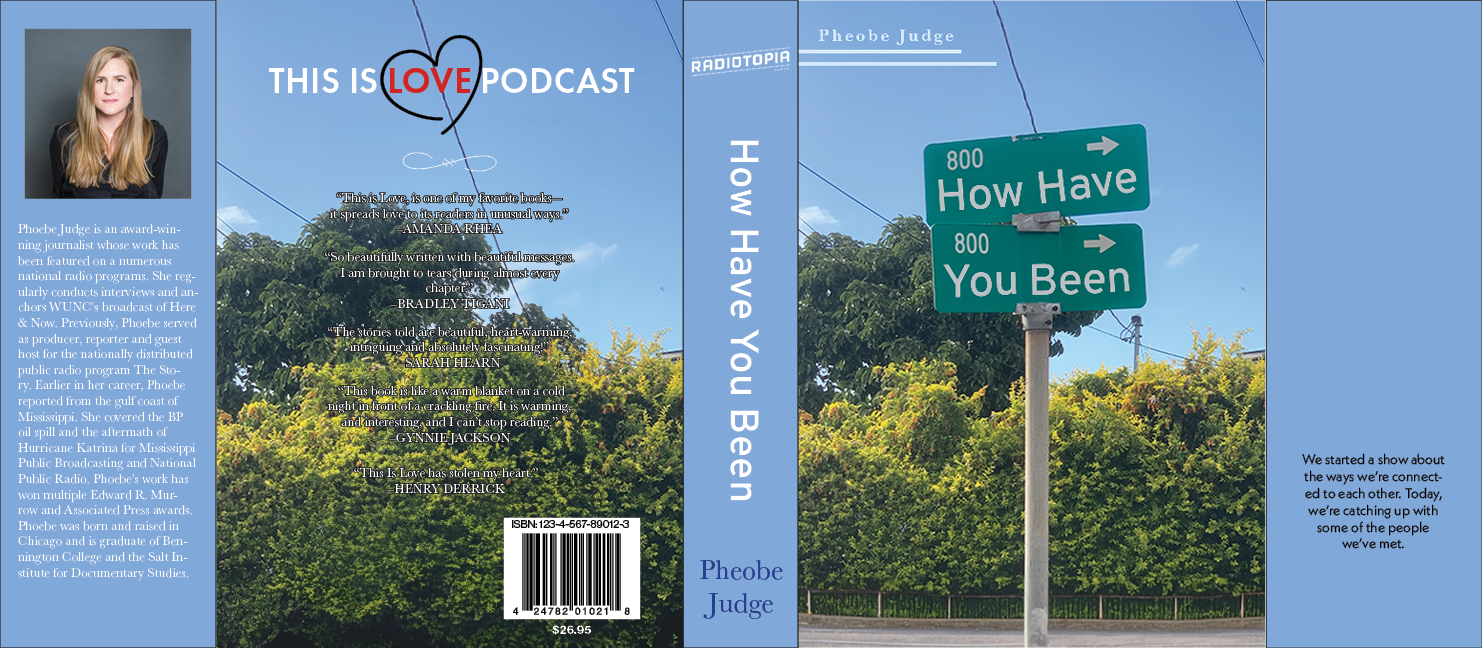 Phoebe Judge is an award-win-
ning journalist whose work has
been featured on a numerous
national radio programs. She reg-
ularly conducts interviews and an-
chors WUNC's broadcast of Here
& Now. Previously, Phoebe served
as producer, reporter and guest
host for the nationally distributed
public radio program The Sto-
ry. Earlier in her career, Phoebe
reported from the gulf coast of
Mississippi. She covered the BP
oil spill and the aftermath of
Hurricane Katrina for Mississippi
Public Broadcasting and National
Public Radio. Phoebe's work has
won multiple Edward R. Mur-
row and Associated Press awards.
Phoebe was born and raised in
Chicago and is graduate of Ben-
nington College and the Salt In-
stitute for Documentary Studies.
THIS IS LOVE PODCAST
“This is Love, is one of my favorite books—
it spreads love to its readers in unusual ways.”
–AMANDA RHEA
“So beautifully written with beautiful messages.
I am brought to tears during almost every
chapter.”
–BRADLEY TIGANI
“The stories told are beautiful, heart-warming,
intriguing and absolutely fascinating!”
–SARAH HEARN
“This book is like a warm blanket on a cold
night in front of a crackling fire. It is warming,
and interesting, and I can't stop reading.”
–GYNNIE JACKSON
“This Is Love has stolen my heart.”
–HENRY DERRICK
ISBN: 123-4-567-89012-3
4 24782 01021 8
$26.95
RADIOTOPIA
How Have You Been
Pheobe
Judge
Pheobe Judge
800
How Have
800
You Been
We started a show about
the ways we're connect-
ed to each other. Today,
we're catching up with
some of the people
we've met.